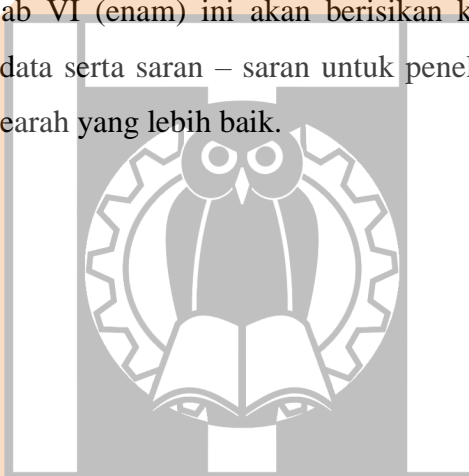 ab VI (enam) ini akan berisikan k
data serta saran – saran untuk penel
earah yang lebih baik.